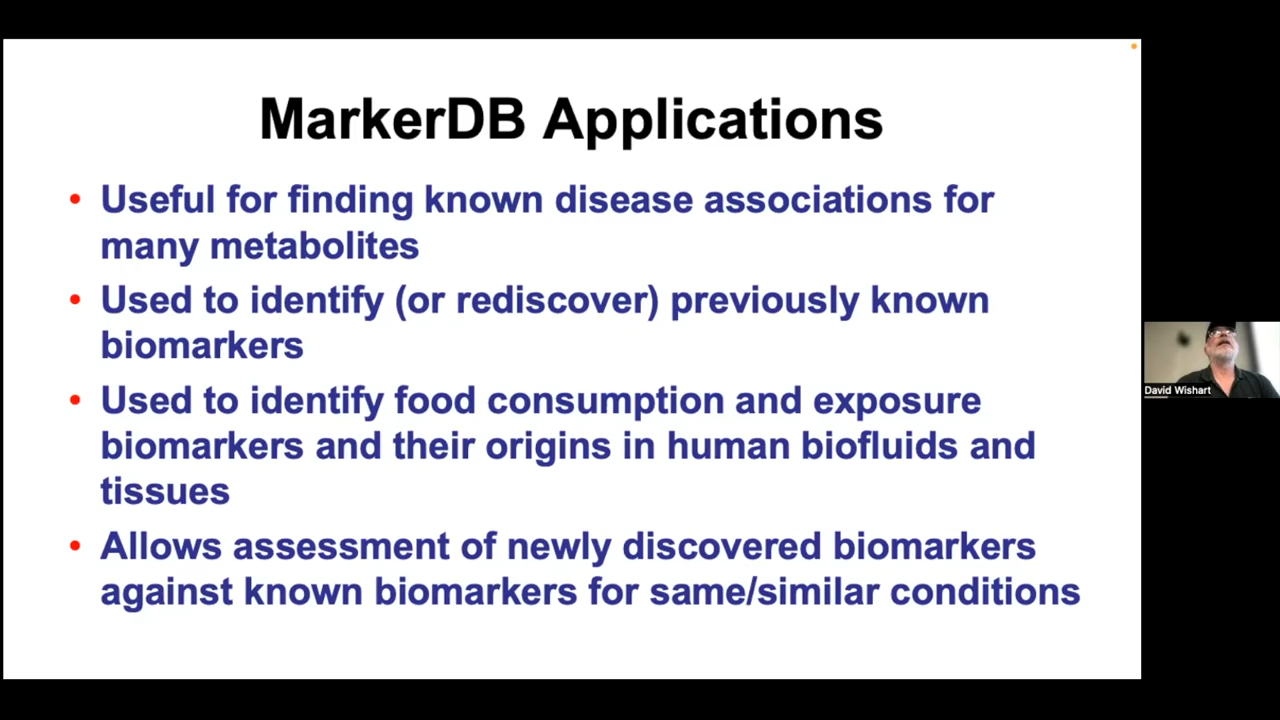 MarkerDB Applications
• Useful for finding known disease associations for
many metabolites
• Used to identify (or rediscover) previously known
biomarkers
• Used to identify food consumption and exposure
biomarkers and their origins in human biofluids and
tissues
• Allows assessment of newly discovered biomarkers
against known biomarkers for same/similar conditions
David Wishart